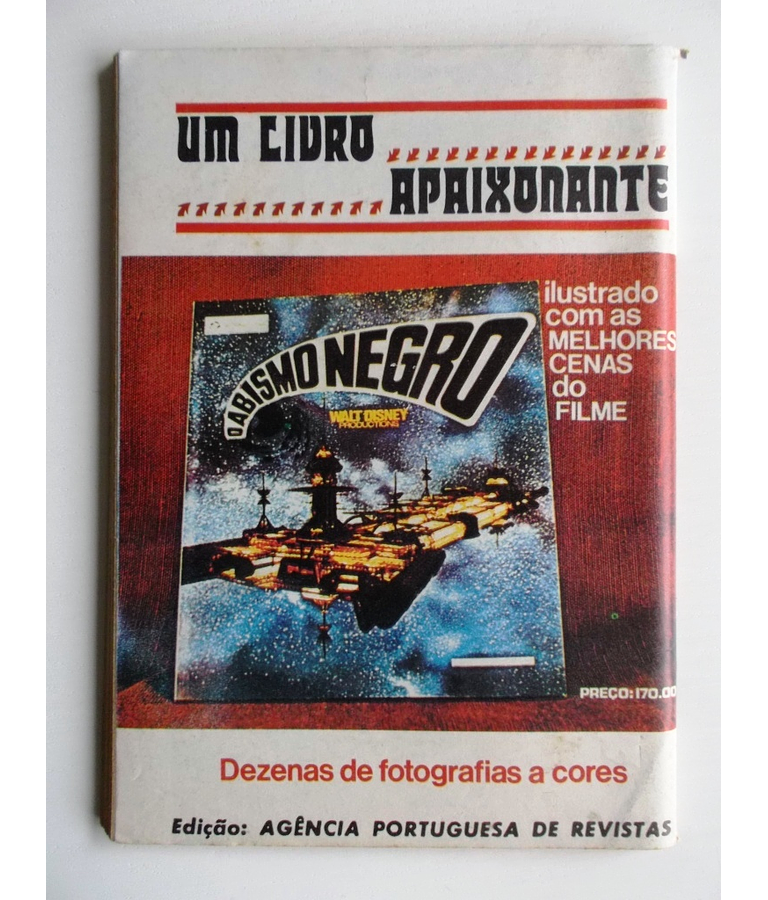 UM LIVRO
APAIXONANTE
ilustrado
com as
MELHORES
CENAS
do
FILME
O ABISMO NEGRO
WALT DISNEY
PRODUCTIONS
PREÇO: 170.00
Dezenas de fotografias a cores
Edição: AGÊNCIA PORTUGUESA DE REVISTAS